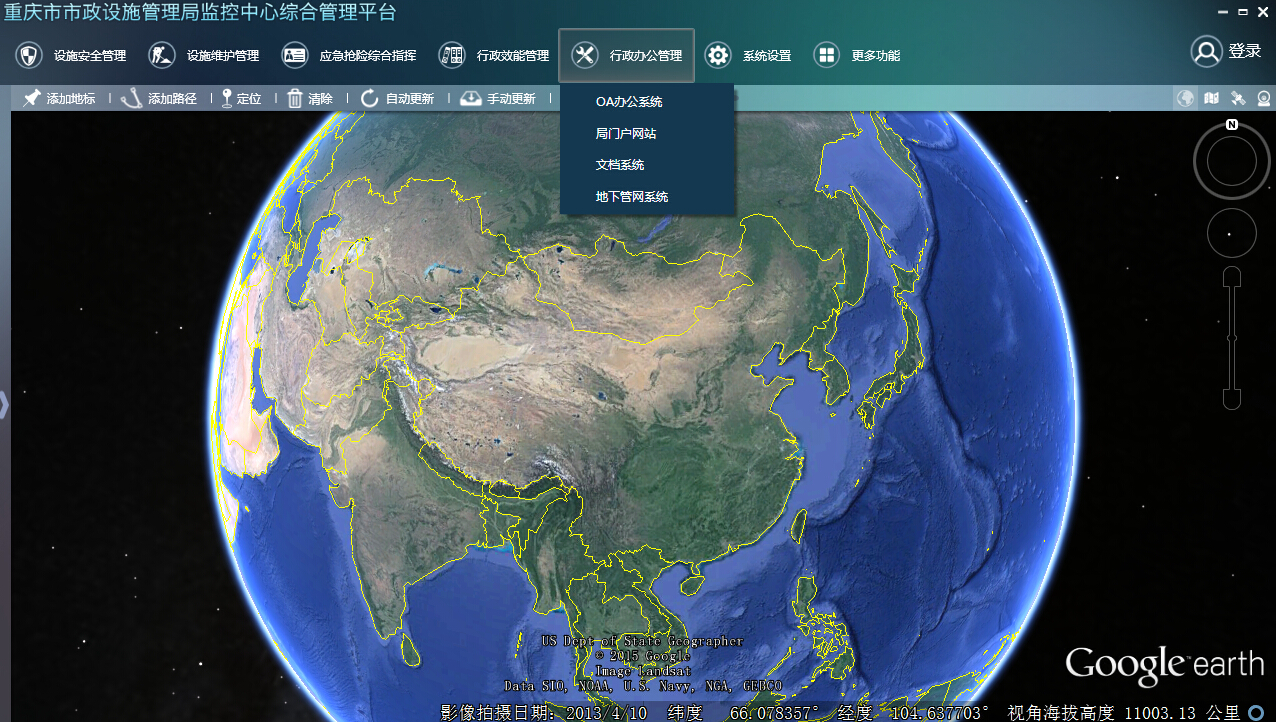 重庆市市政设施管理局监控中心综合管理平台
设施安全管理 设施维护管理 应急抢险综合指挥 行政效能管理 行政办公管理 系统设置 更多功能 登录
添加地标 添加路径 定位 清除 自动更新 手动更新
OA办公系统
局门户网站
文档系统
地下管网系统
N
US Dept of State Geographer
© 2015 Google
Image Landsat
Data SIO, NOAA, U.S. Navy, NGA, GEBCO
Google earth
影像拍摄日期: 2013/4/10 纬度 66.078357° 经度 104.637703° 视角海拔高度 11003.13 公里